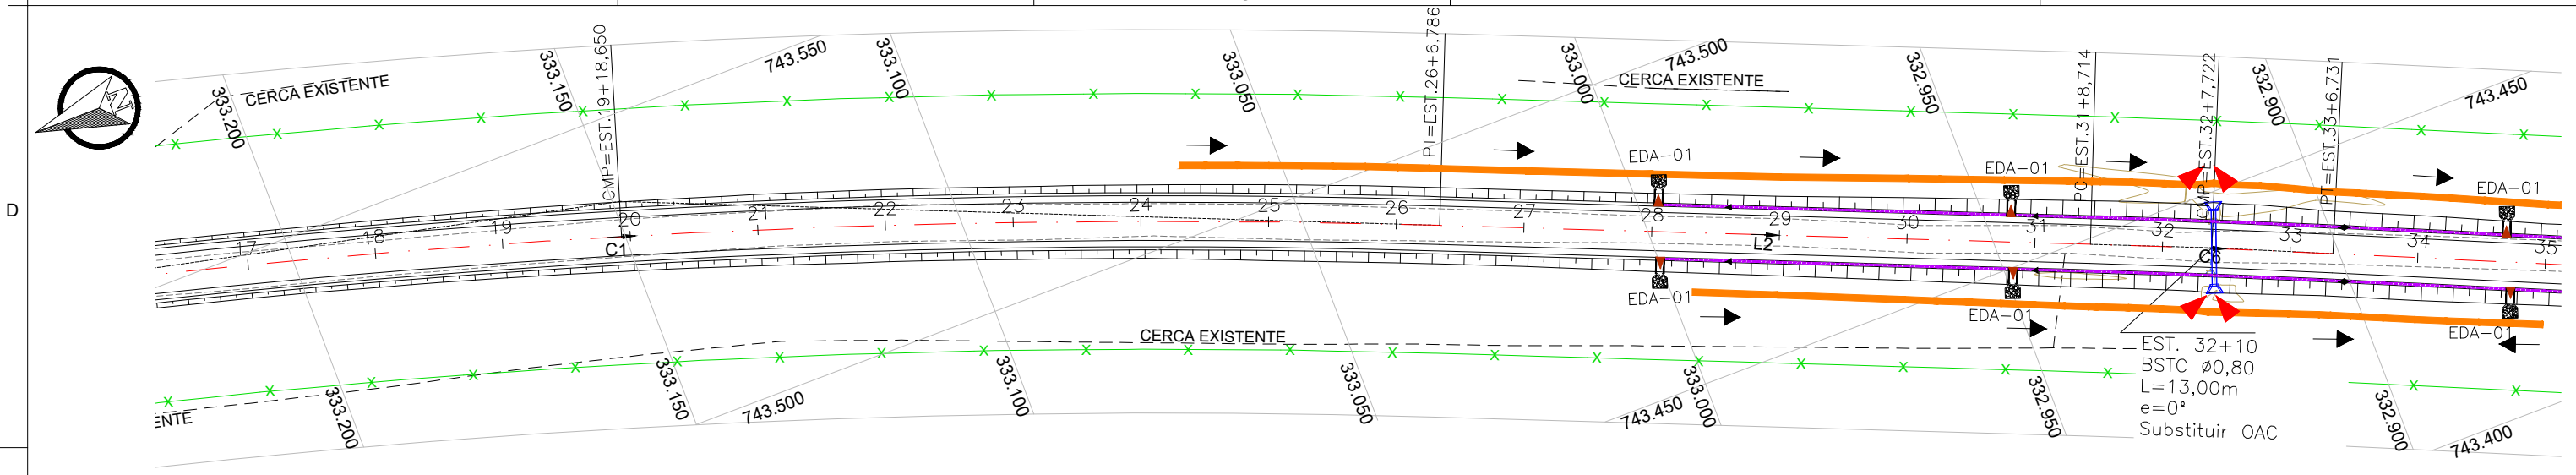 CERCA EXISTENTE
333.200
333.150
CMP=EST.19+18,650
743.550
333.100
333.050
PT=EST.26+6,786
333.000
743.500
CERCA EXISTENTE
332.950
PC=EST.31+8,714
CMP=EST.32+7,722
332.900
PT=EST.33+6,731
743.450
N
EDA-01
EDA-01
EDA-01
D
17
18
19
20
21
22
23
24
25
26
27
28
29
30
31
32
33
34
35
C1
L2
C6
EDA-01
EDA-01
EDA-01
CERCA EXISTENTE
ENTE
333.200
333.150
743.500
333.100
333.050
743.450
333.000
332.950
332.900
743.400
EST. 32+10
BSTC ø0,80
L=13,00m
e=0°
Substituir OAC